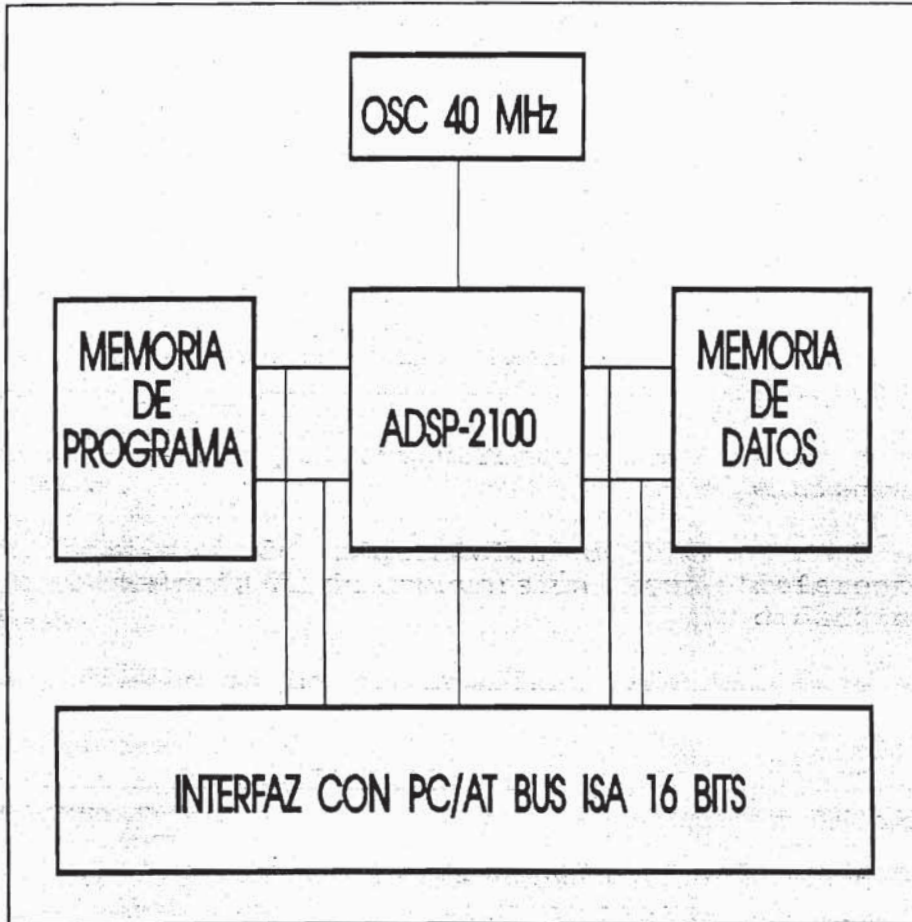 OSC 40 MHz
MEMORIA
DE
PROGRAMA
ADSP-2100
MEMORIA
DE
DATOS
INTERFAZ CON PC/AT BUS ISA 16 BITS